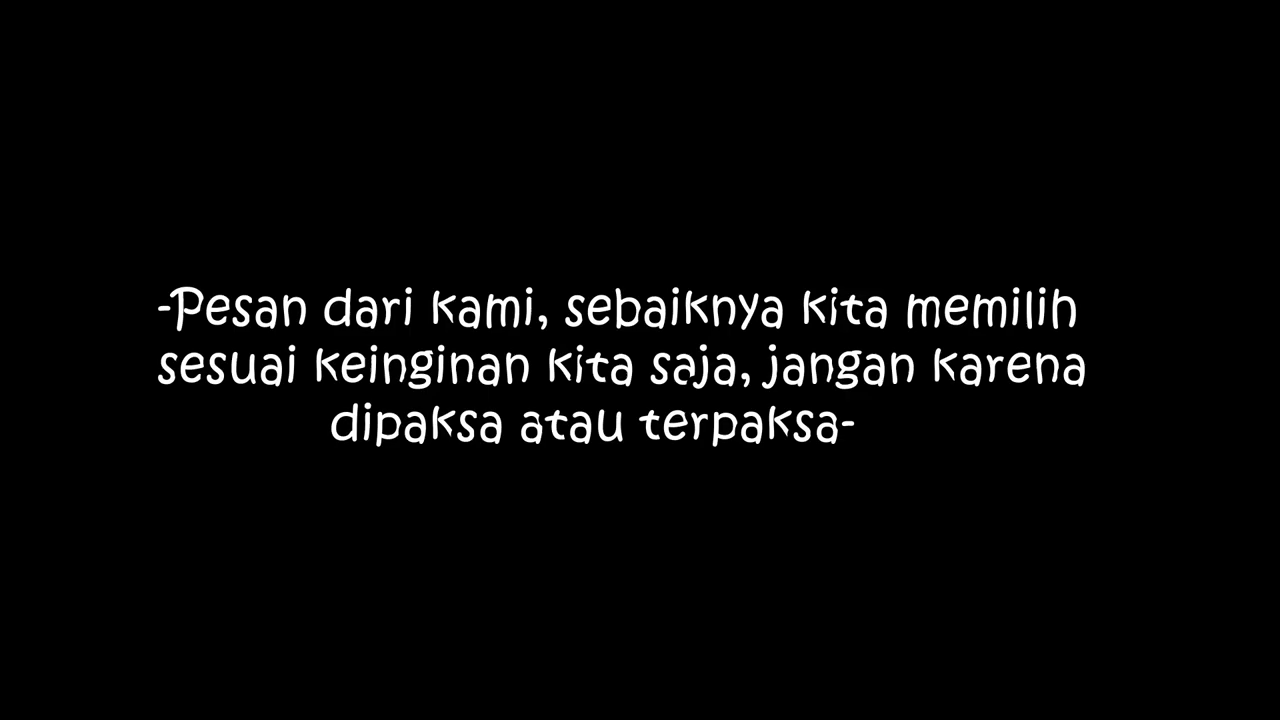 -Pesan dari kami, sebaiknya kita memilih
sesuai keinginan kita saja, jangan karena
dipaksa atau terpaksa-